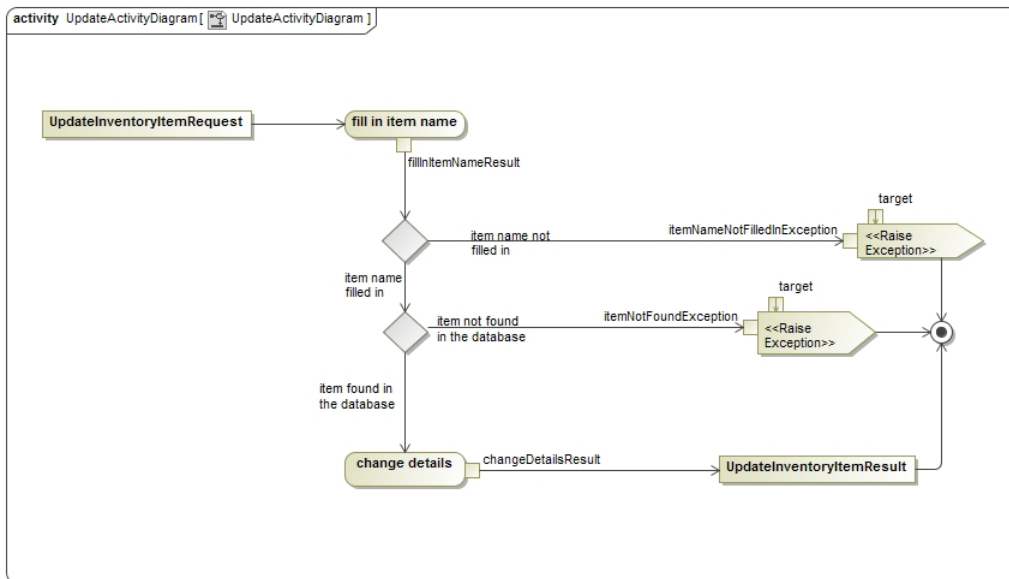 activity UpdateActivityDiagram[ UpdateActivityDiagram ]
UpdateInventoryItemRequest
fill in item name
fillInItemNameResult
target
item name not
filled in
itemNameNotFilledInException
<<Raise
Exception>>
item name
filled in
target
item not found
in the database
itemNotFoundException
<<Raise
Exception>>
item found in
the database
change details
changeDetailsResult
UpdateInventoryItemResult